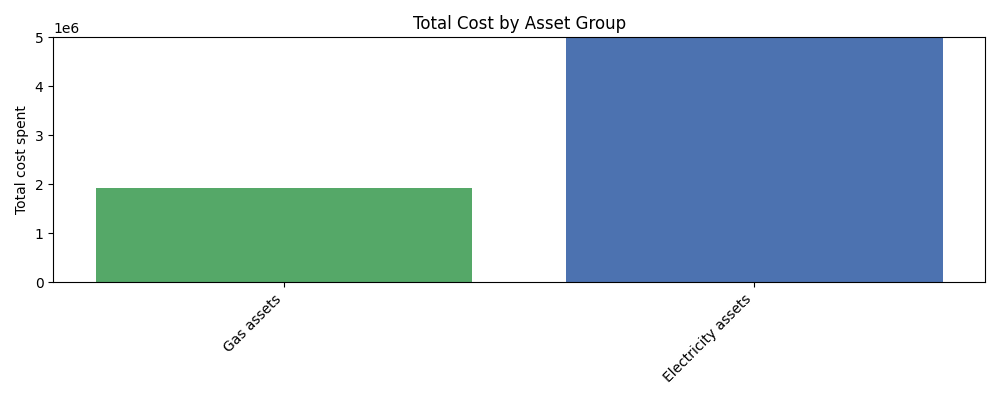 Total Cost by Asset Group
1e6
Total cost spent
5
4
3
2
1
0
Gas assets
Electricity assets